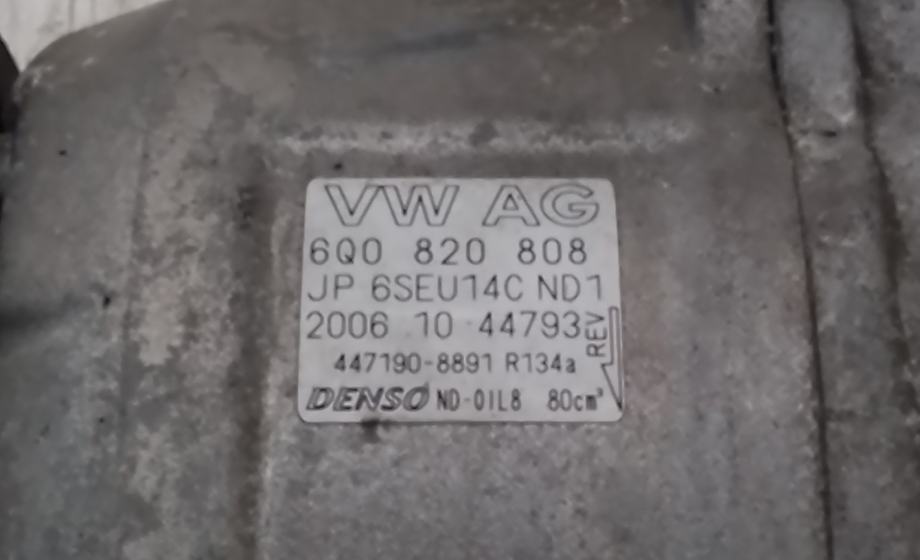 VW AG
6Q0 820 808
JP 6SEU14C ND1
2006 10 44793
REV
447190-8891 R134a
DENSO ND-OIL8 80cm³